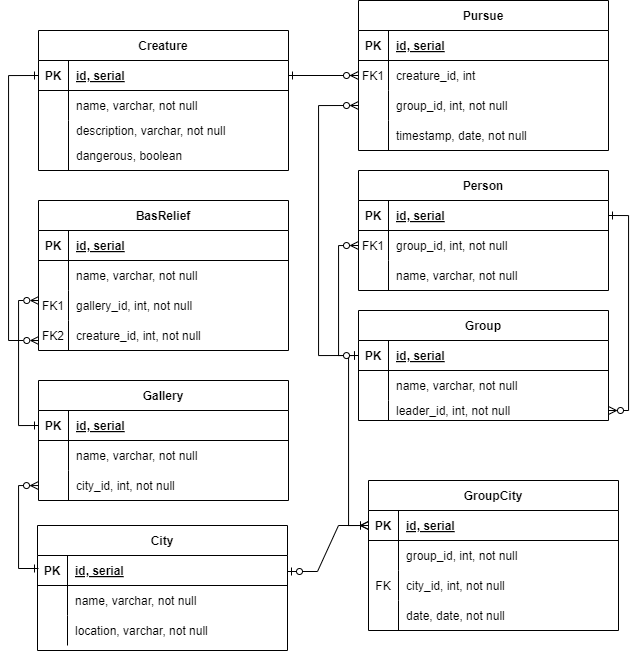 Creature
PK id, serial
name, varchar, not null
description, varchar, not null
dangerous, boolean
BasRelief
PK id, serial
name, varchar, not null
FK1 gallery_id, int, not null
FK2 creature_id, int, not null
Gallery
PK id, serial
name, varchar, not null
city_id, int, not null
City
PK id, serial
name, varchar, not null
location, varchar, not null
Pursue
PK id, serial
FK1 creature_id, int
group_id, int, not null
timestamp, date, not null
Person
PK id, serial
FK1 group_id, int, not null
name, varchar, not null
Group
PK id, serial
name, varchar, not null
leader_id, int, not null
GroupCity
PK id, serial
group_id, int, not null
FK city_id, int, not null
date, date, not null